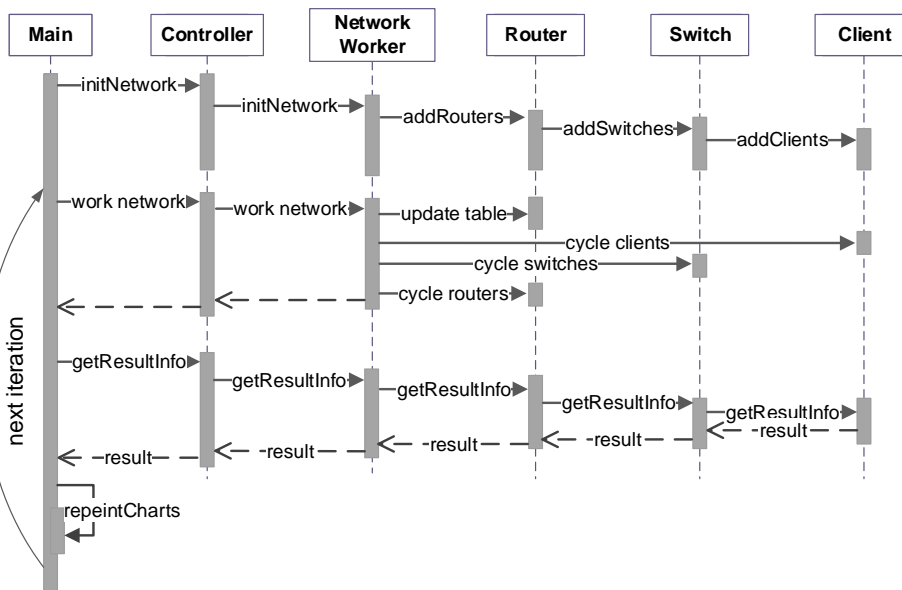 Main
Controller
Network
Worker
Router
Switch
Client
initNetwork
initNetwork
addRouters
addSwitches
addClients
work network
work network
update table
cycle clients
cycle switches
cycle routers
next iteration
getResultInfo
getResultInfo
getResultInfo
getResultInfo
getResultInfo
result
result
result
result
result
repeintCharts